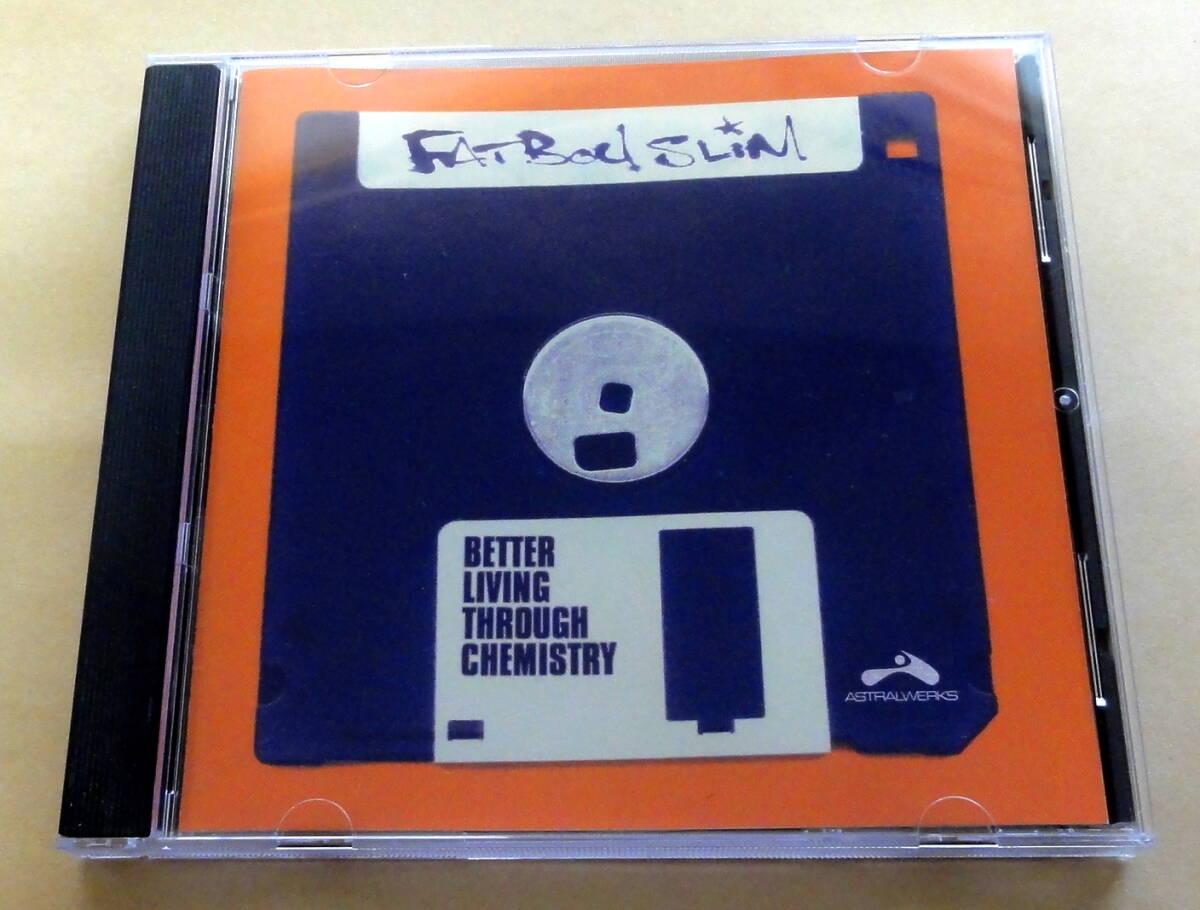 FATBOY SLIM
BETTER
LIVING
THROUGH
CHEMISTRY
ASTRALWERKS